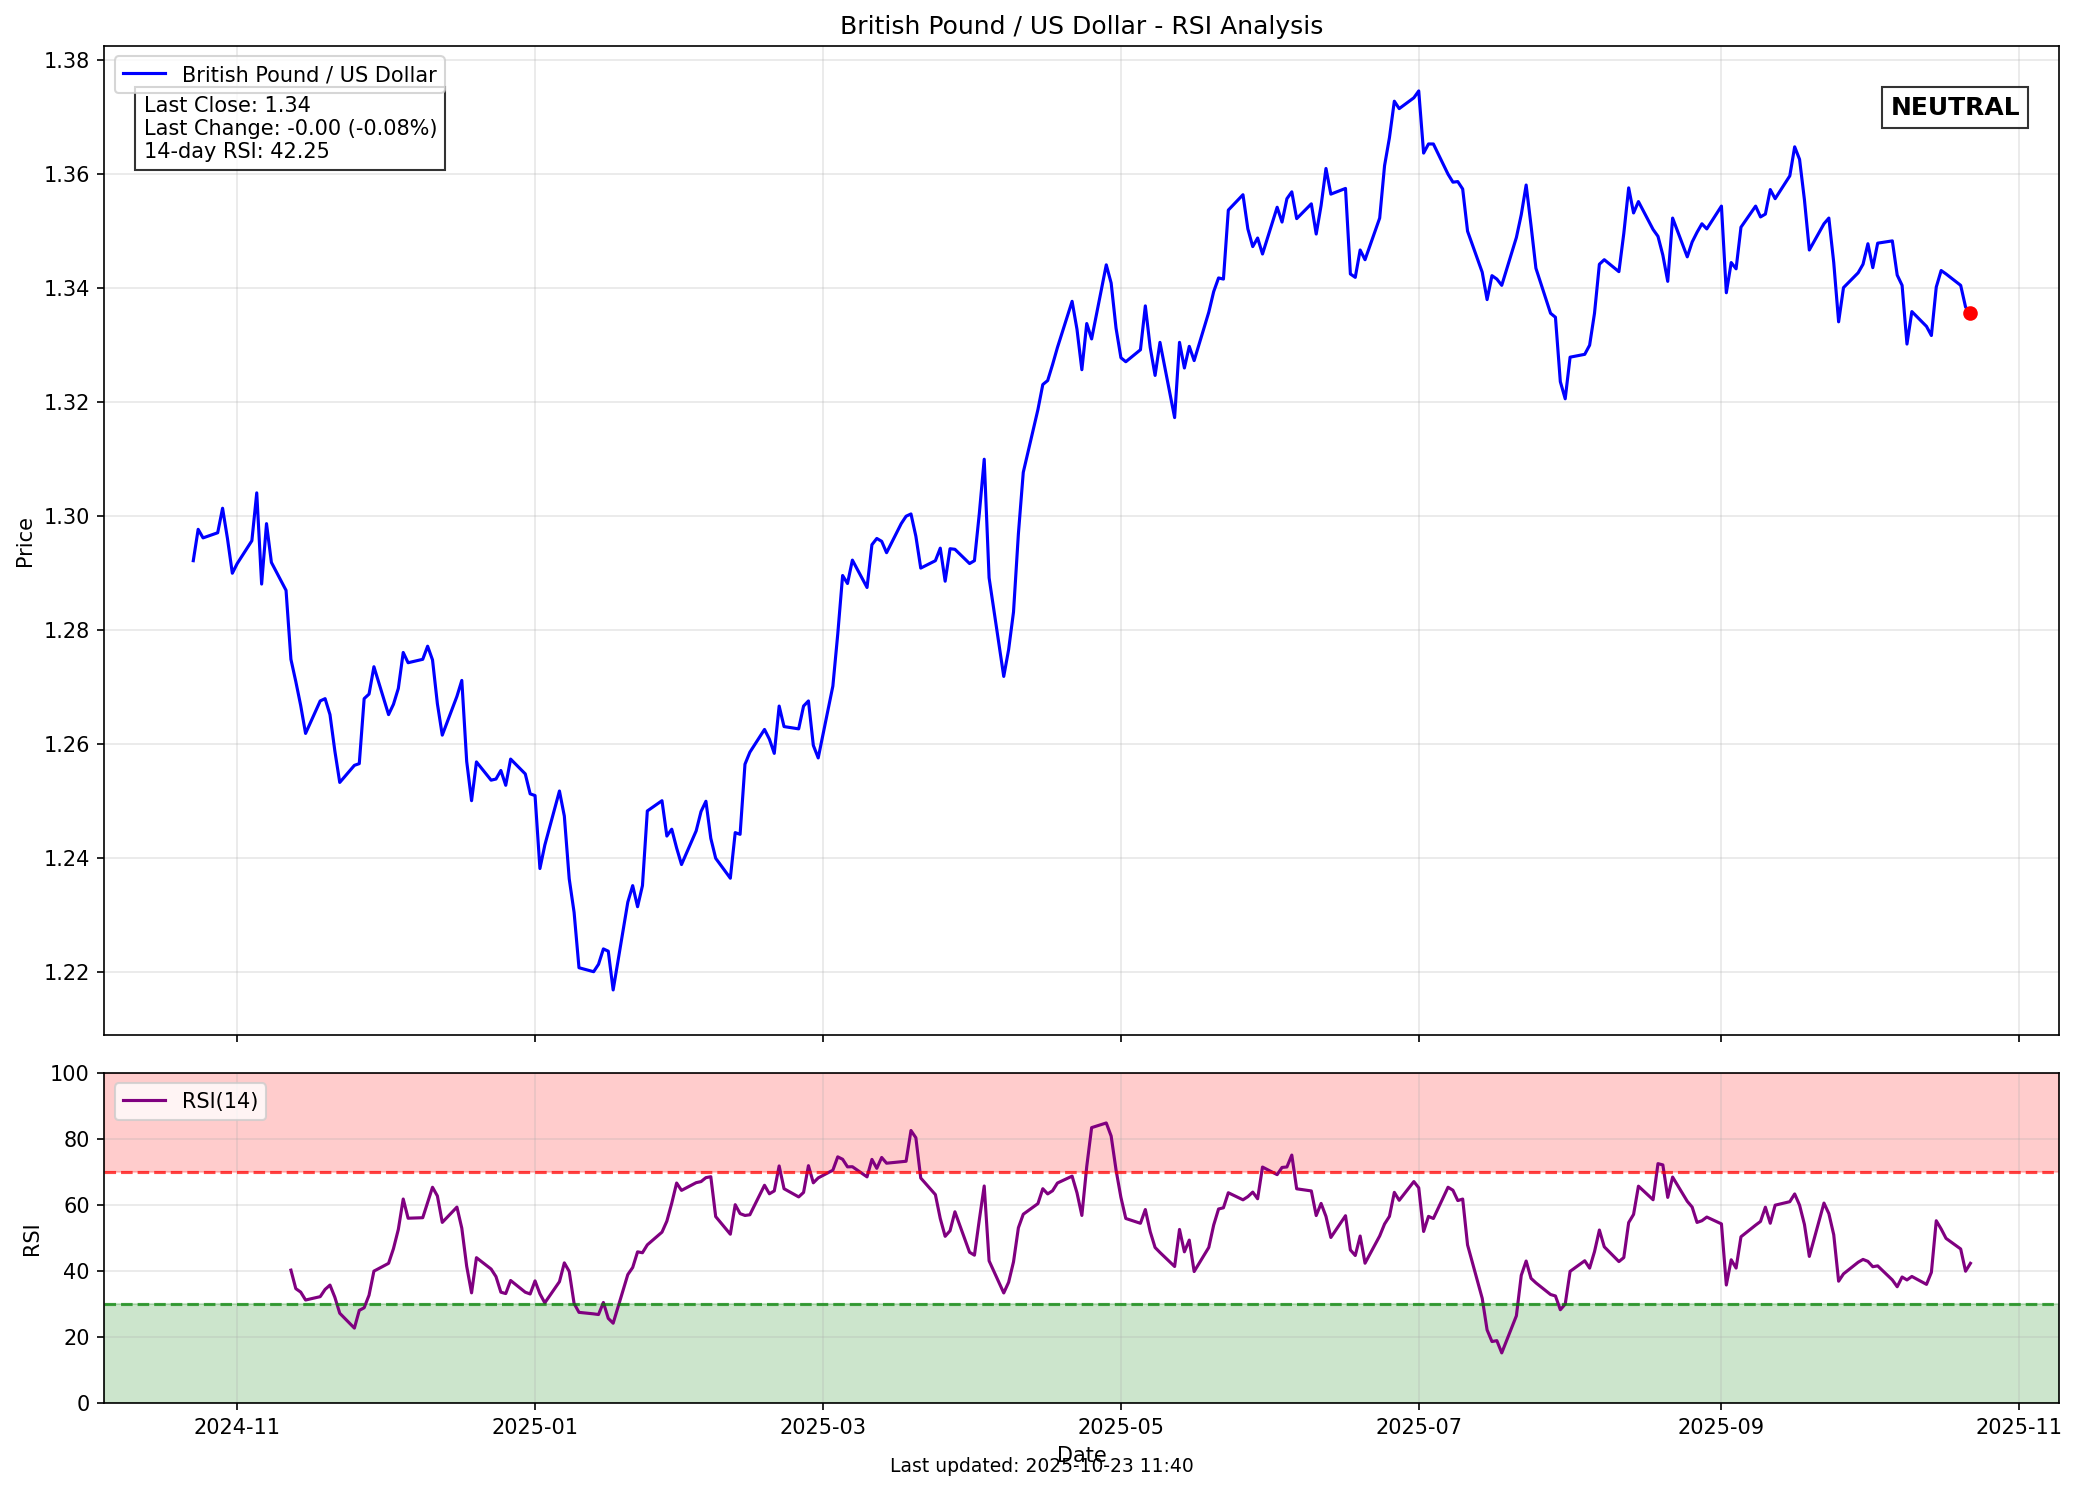 British Pound / US Dollar - RSI Analysis
British Pound / US Dollar
Last Close: 1.34
Last Change: -0.00 (-0.08%)
14-day RSI: 42.25
NEUTRAL
Price
1.38
1.36
1.34
1.32
1.30
1.28
1.26
1.24
1.22
RSI(14)
RSI
100
80
60
40
20
0
2024-11
2025-01
2025-03
2025-05
2025-07
2025-09
2025-11
Date
Last updated: 2025-10-23 11:40